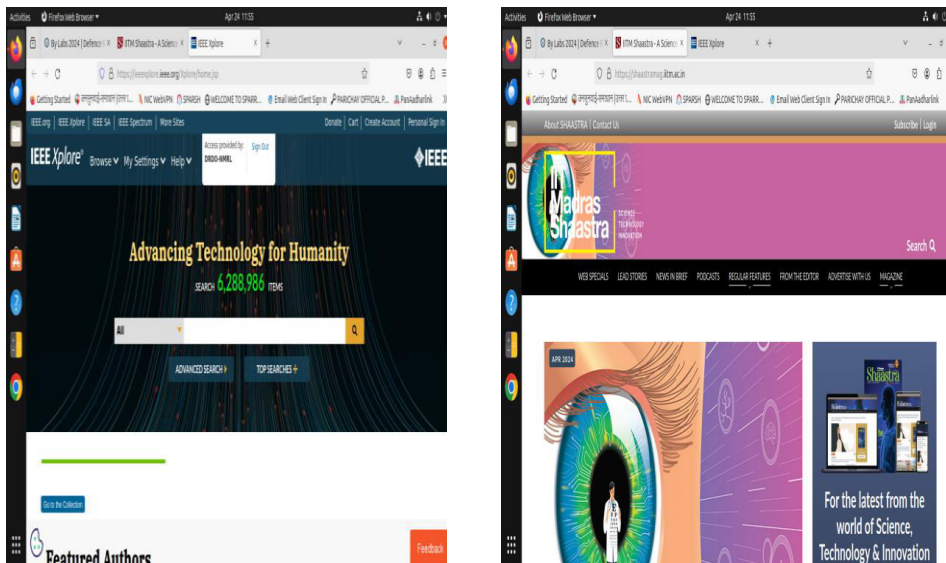 Activities Firefox Web Browser Apr 24 11:55
By Labs 2024 | Defence × IITM Shaastra - A Science × IEEE Xplore × +
https://ieeexplore.ieee.org/Xplore/home.jsp
Getting Started NIC WebVPN SPARSH WELCOME TO SPARR... Email Web Client Sign In PARICHAY OFFICIAL P... PanAadharlink
IEEE.org | IEEE Xplore | IEEE SA | IEEE Spectrum | More Sites Donate | Cart | Create Account | Personal Sign In
IEEE Xplore® Browse My Settings Help Access provided by: Sign Out IEEE
DRDO-NMRL
Advancing Technology for Humanity
SEARCH 6,288,986 ITEMS
All
ADVANCED SEARCH TOP SEARCHES
Go to the Collection
Featured Authors
Feedback
Activities Firefox Web Browser Apr 24 11:55
By Labs 2024 | Defence × IITM Shaastra - A Science × IEEE Xplore × +
https://shaastramag.iitm.ac.in
Getting Started NIC WebVPN SPARSH WELCOME TO SPARR... Email Web Client Sign In PARICHAY OFFICIAL P... PanAadharlink
About SHAASTRA | Contact Us Subscribe | Login
IIT
Madras
Shaastra
SCIENCE
TECHNOLOGY
INNOVATION
Search
WEB SPECIALS LEAD STORIES NEWS IN BRIEF PODCASTS REGULAR FEATURES FROM THE EDITOR ADVERTISE WITH US MAGAZINE
APR 2024
Shaastra
For the latest from the
world of Science,
Technology & Innovation